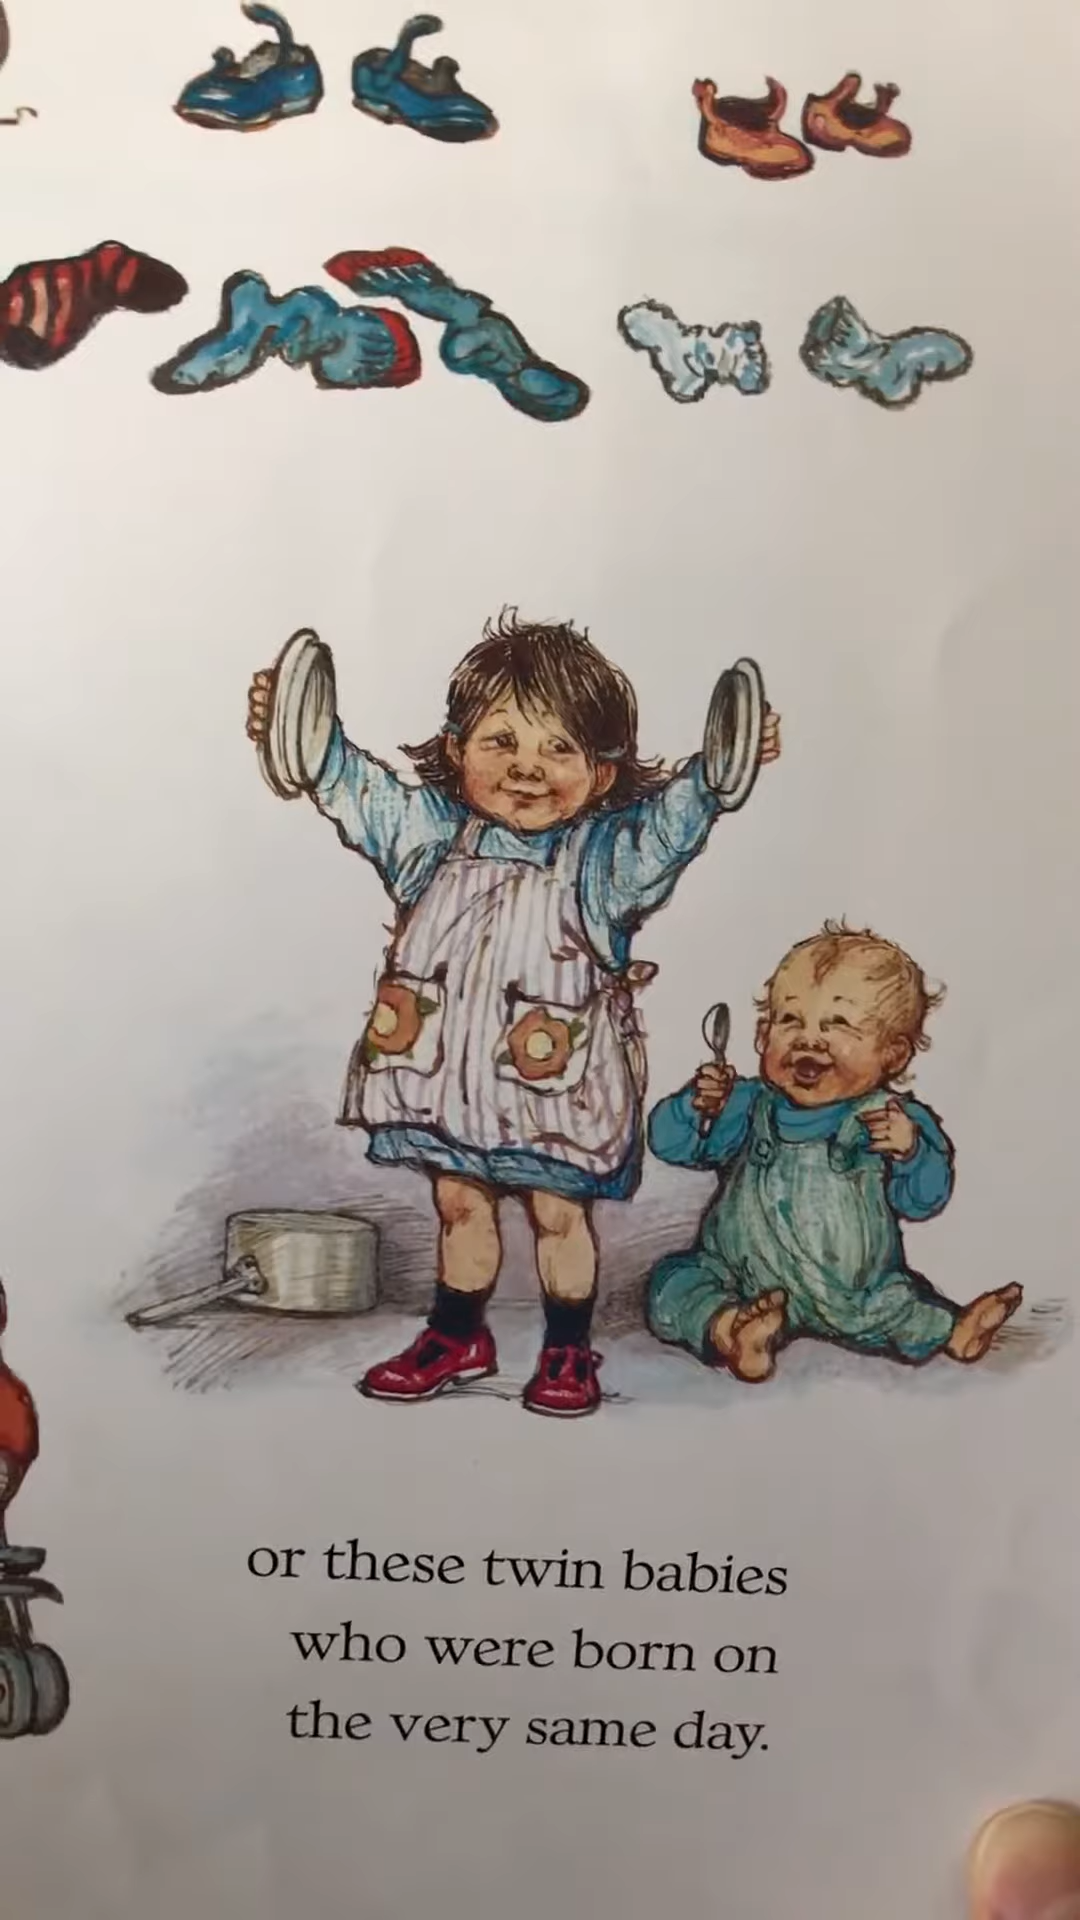 or these twin babies
who were born on
the very same day.